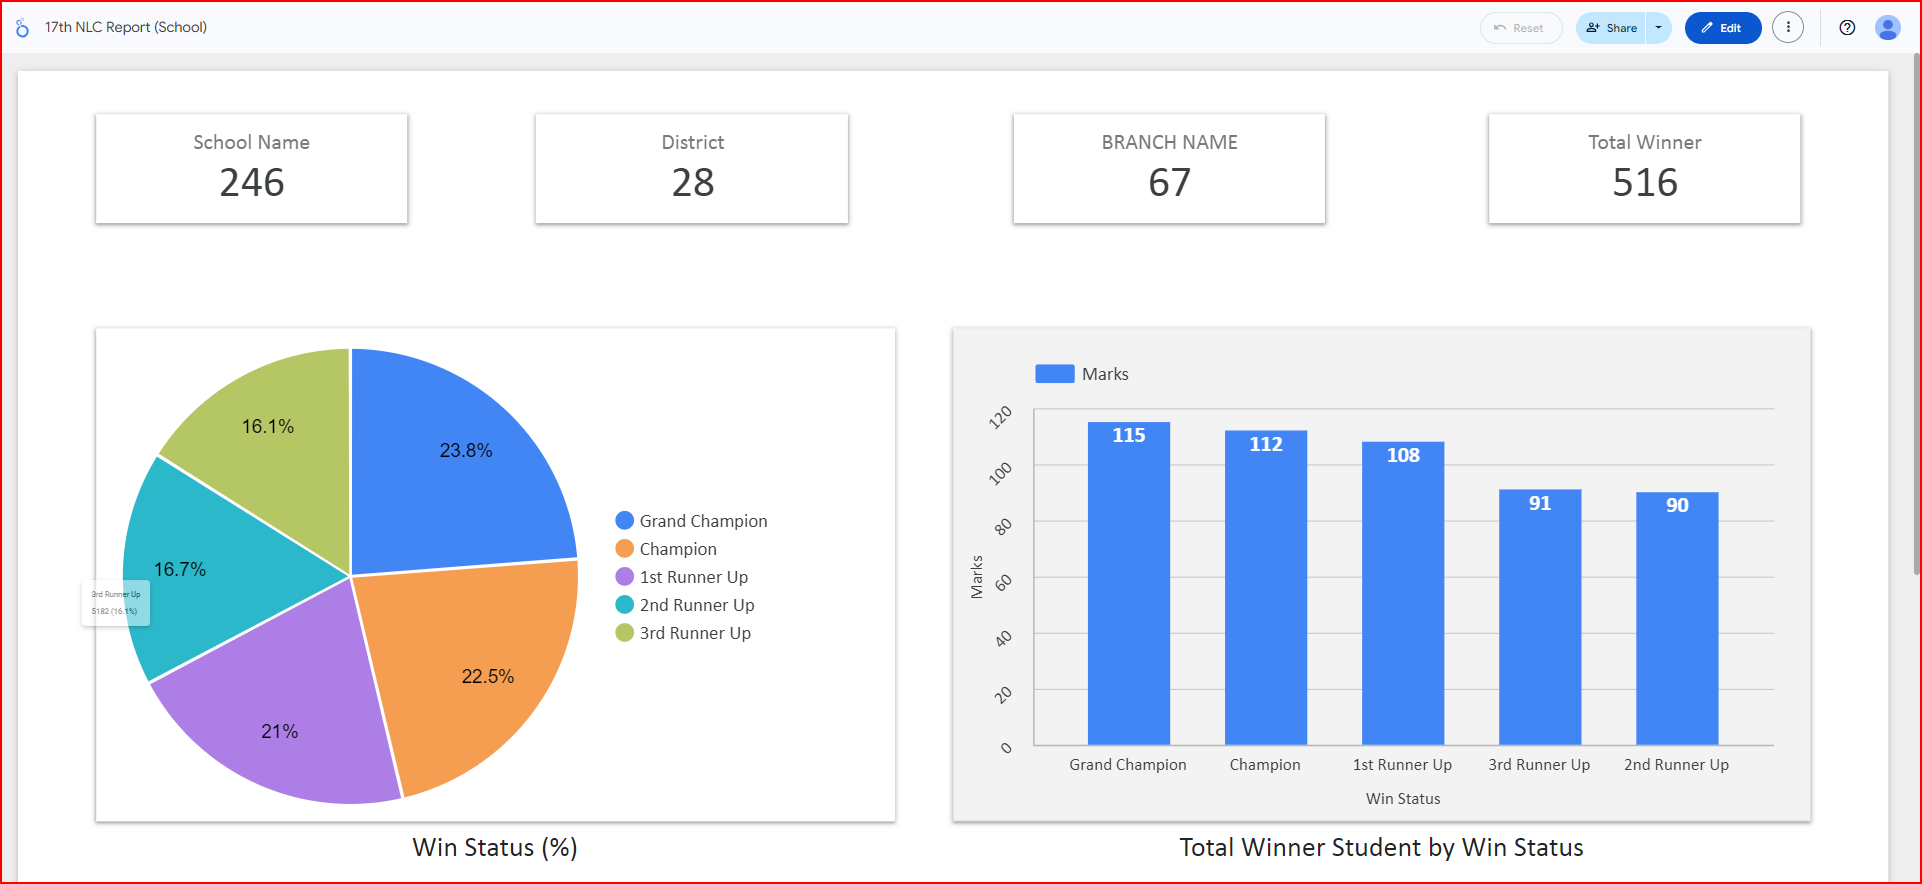 17th NLC Report (School)
Reset
Share
Edit
School Name
246
District
28
BRANCH NAME
67
Total Winner
516
23.8%
22.5%
21%
16.7%
16.1%
3rd Runner Up
5182 (16.1%)
Grand Champion
Champion
1st Runner Up
2nd Runner Up
3rd Runner Up
Win Status (%)
Marks
120
100
80
60
40
20
0
Marks
115
112
108
91
90
Grand Champion
Champion
1st Runner Up
3rd Runner Up
2nd Runner Up
Win Status
Total Winner Student by Win Status